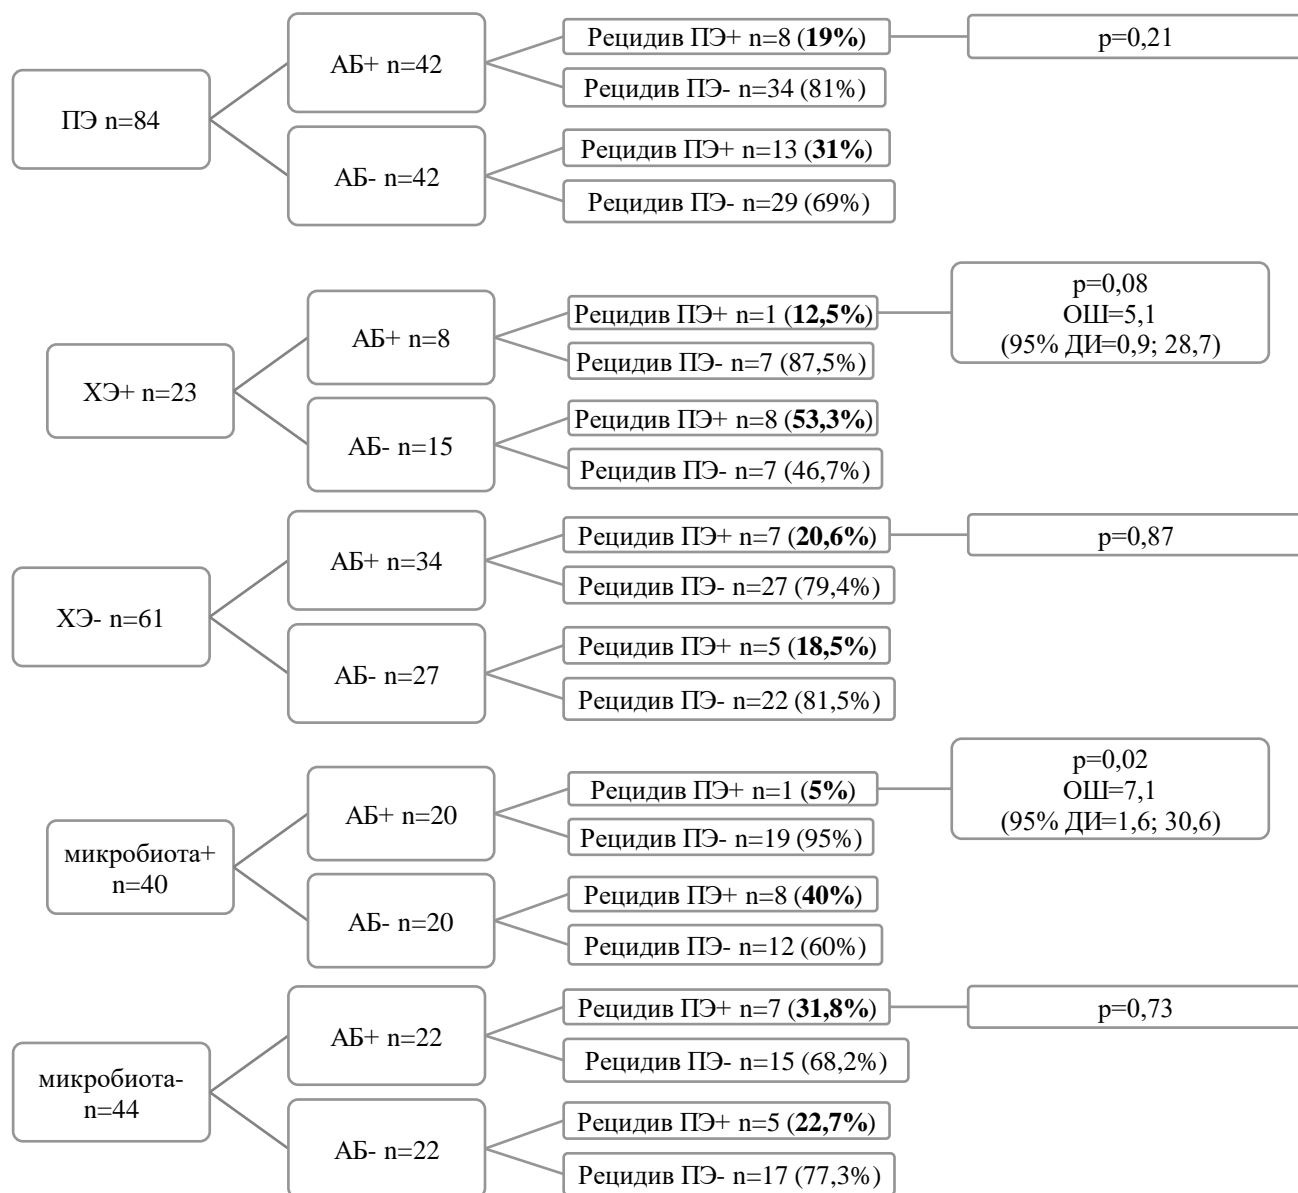 ПЭ n=84
АБ+ n=42
Рецидив ПЭ+ n=8 (19%)
p=0,21
Рецидив ПЭ- n=34 (81%)
АБ- n=42
Рецидив ПЭ+ n=13 (31%)
Рецидив ПЭ- n=29 (69%)
ХЭ+ n=23
АБ+ n=8
Рецидив ПЭ+ n=1 (12,5%)
p=0,08
ОШ=5,1
(95% ДИ=0,9; 28,7)
Рецидив ПЭ- n=7 (87,5%)
АБ- n=15
Рецидив ПЭ+ n=8 (53,3%)
Рецидив ПЭ- n=7 (46,7%)
ХЭ- n=61
АБ+ n=34
Рецидив ПЭ+ n=7 (20,6%)
p=0,87
Рецидив ПЭ- n=27 (79,4%)
АБ- n=27
Рецидив ПЭ+ n=5 (18,5%)
Рецидив ПЭ- n=22 (81,5%)
микробиота+
n=40
АБ+ n=20
Рецидив ПЭ+ n=1 (5%)
p=0,02
ОШ=7,1
(95% ДИ=1,6; 30,6)
Рецидив ПЭ- n=19 (95%)
АБ- n=20
Рецидив ПЭ+ n=8 (40%)
Рецидив ПЭ- n=12 (60%)
микробиота-
n=44
АБ+ n=22
Рецидив ПЭ+ n=7 (31,8%)
p=0,73
Рецидив ПЭ- n=15 (68,2%)
АБ- n=22
Рецидив ПЭ+ n=5 (22,7%)
Рецидив ПЭ- n=17 (77,3%)